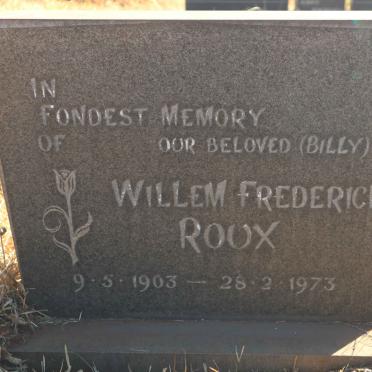 IN
FONDEST MEMORY
OF OUR BELOVED (BILLY)
WILLEM FREDERICK
ROUX
9·5·1903 — 28·2·1973